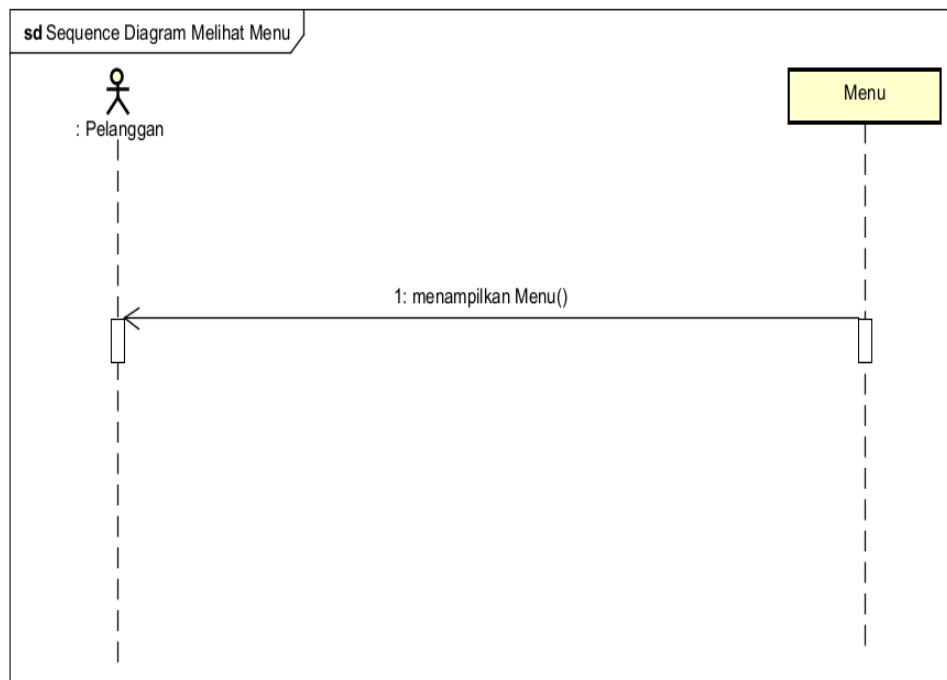 sd Sequence Diagram Melihat Menu
: Pelanggan
Menu
1: menampilkan Menu()